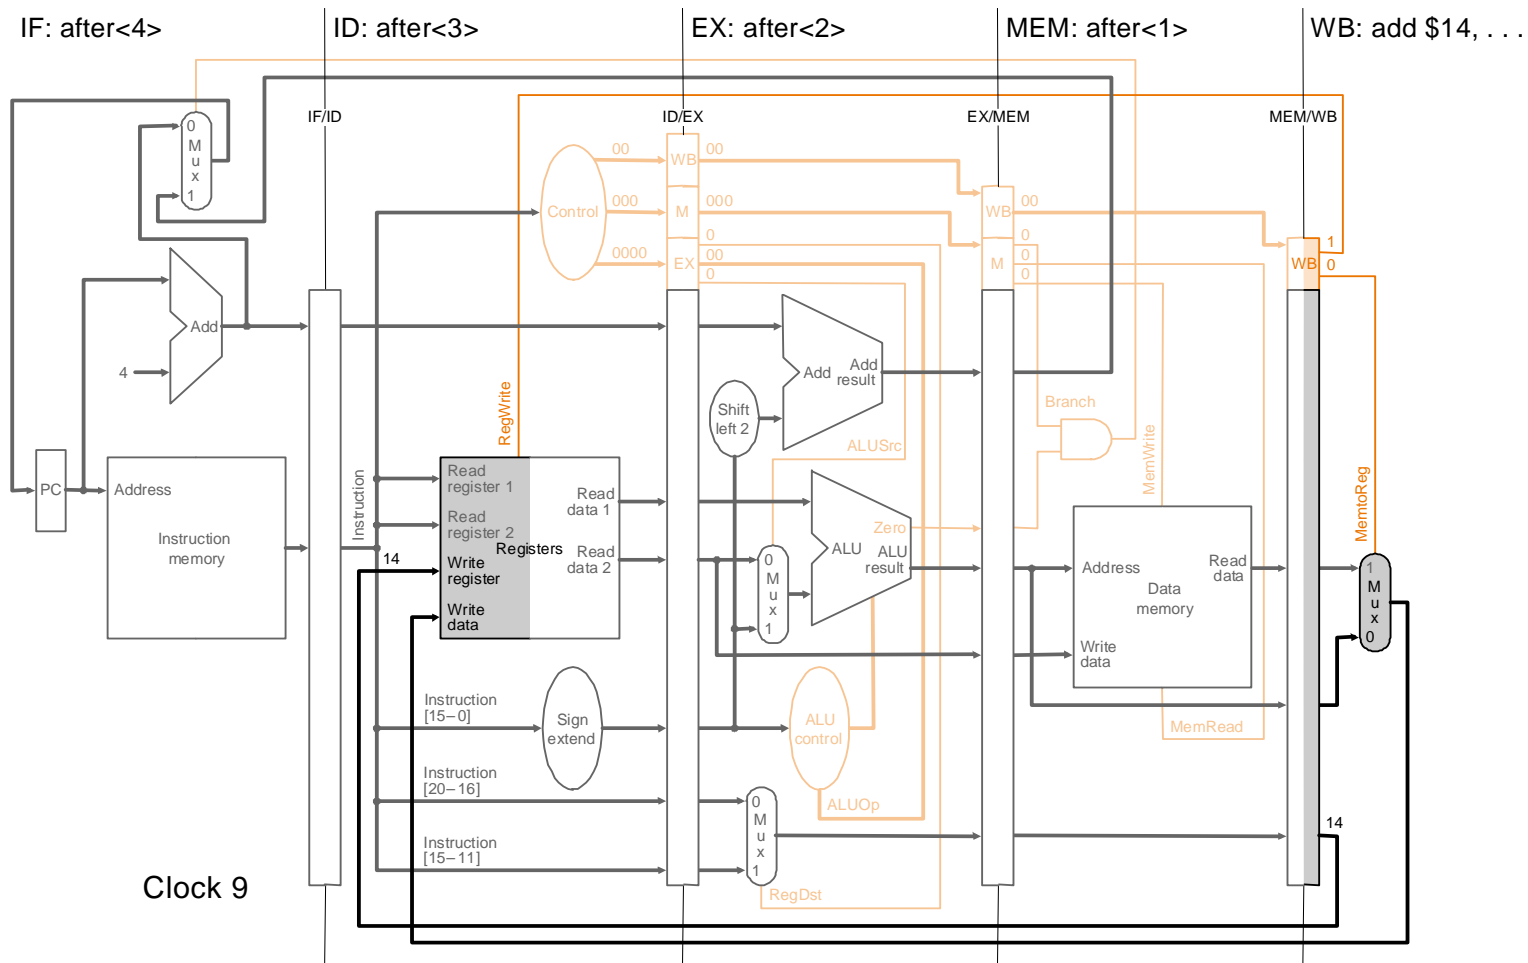 IF: after<4>
ID: after<3>
EX: after<2>
MEM: after<1>
WB: add $14, . . .
IF/ID
ID/EX
EX/MEM
MEM/WB
0
M
u
x
1
Control
00
000
0000
WB
M
EX
00
000
0
00
0
WB
M
00
0
0
0
WB
1
0
Add
4
PC
Address
Instruction
memory
Instruction
RegWrite
Read
register 1
Read
register 2
Write
register
Write
data
Registers
Read
data 1
Read
data 2
14
Shift
left 2
Add
Add
result
ALUSrc
0
M
u
x
1
Zero
ALU
ALU
result
Branch
MemWrite
Address
Data
memory
Read
data
Write
data
MemRead
MemtoReg
1
M
u
x
0
Instruction
[15–0]
Sign
extend
ALU
control
ALUOp
Instruction
[20–16]
Instruction
[15–11]
0
M
u
x
1
RegDst
14
Clock 9